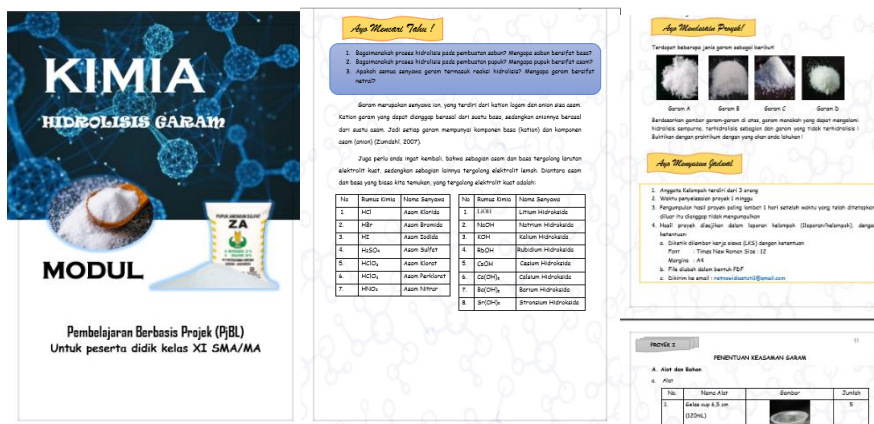 KIMIA
HIDROLISIS GARAM
PUPUK AMONIUM SULFAT
ZA
MODUL
Pembelajaran Berbasis Projek (PjBL)
Untuk peserta didik kelas XI SMA/MA
Ayo Mencari Tahu !
1. Bagaimanakah proses hidrolisis pada pembuatan sabun? Mengapa sabun bersifat basa?
2. Bagaimanakah proses hidrolisis pada pembuatan pupuk? Mengapa pupuk bersifat asam?
3. Apakah semua senyawa garam termasuk reaksi hidrolisis? Mengapa garam bersifat
netral?
Garam merupakan senyawa ion, yang terdiri dari kation logam dan anion sisa asam.
Kation garam dapat dianggap berasal dari suatu basa, sedangkan anionnya berasal
dari suatu asam. Jadi setiap garam mempunyai komponen basa (kation) dan komponen
asam (anion) (Zumdahl, 2007).
Juga perlu anda ingat kembali, bahwa sebagian asam dan basa tergolong larutan
elektrolit kuat, sedangkan sebagian lainnya tergolong elektrolit lemah. Diantara asam
dan basa yang biasa kita temukan, yang tergolong elektrolit kuat adalah:
No Rumus Kimia Nama Senyawa
1. HCl Asam Klorida
2. HBr Asam Bromida
3. HI Asam Iodida
4. H₂SO₄ Asam Sulfat
5. HClO₃ Asam Klorat
6. HClO₄ Asam Perklorat
7. HNO₃ Asam Nitrat
No Rumus Kimia Nama Senyawa
1. LiOH Litium Hidroksida
2. NaOH Natrium Hidroksida
3. KOH Kalium Hidroksida
4. RbOH Rubidium Hidroksida
5. CsOH Cesium Hidroksida
6. Ca(OH)₂ Calsium Hidroksida
7. Ba(OH)₂ Barium Hidroksida
8. Sr(OH)₂ Stronsium Hidroksida
Ayo Mendesain Proyek!
Terdapat beberapa jenis garam sebagai berikut!
Garam A Garam B Garam C Garam D
Berdasarkan gambar garam-garam di atas, garam manakah yang dapat mengalami
hidrolisis sempurna, terhidrolisis sebagian dan garam yang tidak terhidrolisis !
Buktikan dengan praktikum dengan yang akan anda lakukan !
Ayo Menyusun Jadwal
1. Anggota Kelompok terdiri dari 3 orang
2. Waktu penyelesaian proyek 1 minggu
3. Pengumpulan hasil proyek paling lambat 1 hari setelah waktu yang telah ditetapkan
diluar itu dianggap tidak mengumpulkan
4. Hasil proyek disajikan dalam laporan kelompok (1laporan/kelompok), dengan
ketentuan
a. Diketik dilembar kerja siswa (LKS) dengan ketentuan
Font : Times New Roman Size : 12
Margins : A4
b. File diubah dalam bentuk PDF
c. Dikirim ke email :
PROYEK I
PENENTUAN KEASAMAN GARAM
A. Alat dan Bahan
a. Alat
No. Nama Alat Gambar Jumlah
1. Gelas cup 6,5 cm 5
(120mL)